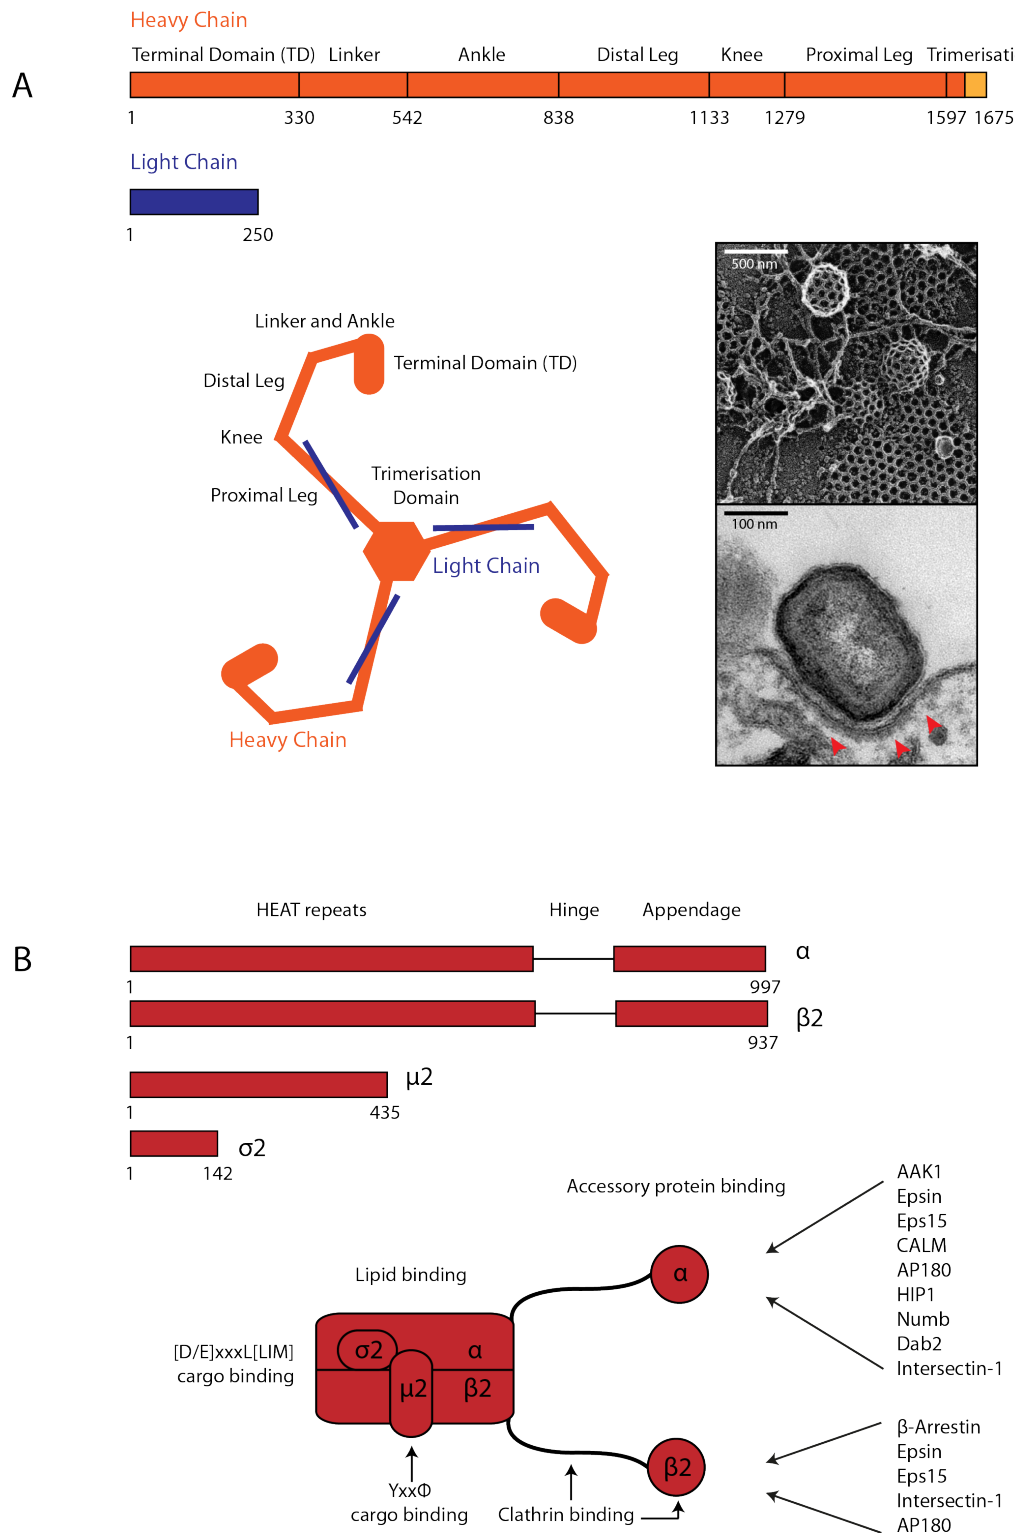 Heavy Chain
Terminal Domain (TD) Linker Ankle Distal Leg Knee Proximal Leg Trimerisati
A
1 330 542 838 1133 1279 1597 1675
Light Chain
1 250
500 nm
Linker and Ankle
Terminal Domain (TD)
Distal Leg
Knee
Trimerisation
Domain
Proximal Leg
100 nm
Light Chain
Heavy Chain
HEAT repeats Hinge Appendage
B
α
1 997
β2
1 937
μ2
1 435
σ2
1 142
Accessory protein binding
AAK1
Epsin
Eps15
CALM
AP180
HIP1
Numb
Dab2
Intersectin-1
Lipid binding
α
[D/E]xxxL[LIM]
cargo binding
σ2 α
μ2 β2
β2
YxxΦ
cargo binding
Clathrin binding
β-Arrestin
Epsin
Eps15
Intersectin-1
AP180